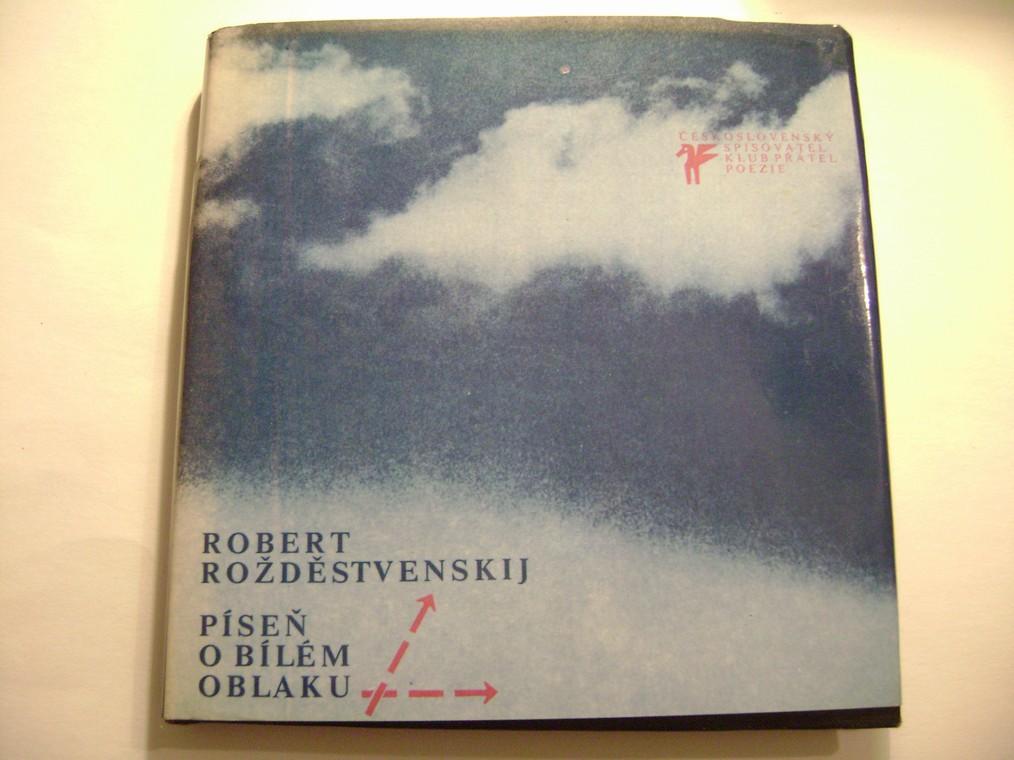 ČESKOSLOVENSKÝ
SPISOVATEL
KLUB PŘÁTEL
POEZIE
ROBERT
ROŽDĚSTVENSKIJ
PÍSEŇ
O BÍLÉM
OBLAKU